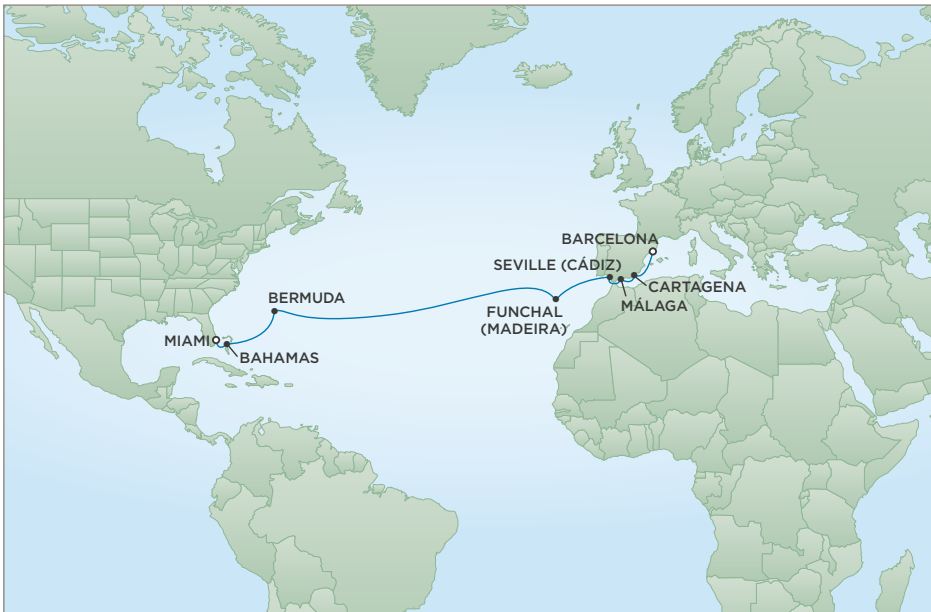 BARCELONA
SEVILLE (CÁDIZ)
CARTAGENA
MÁLAGA
BERMUDA
FUNCHAL
(MADEIRA)
MIAMI
BAHAMAS